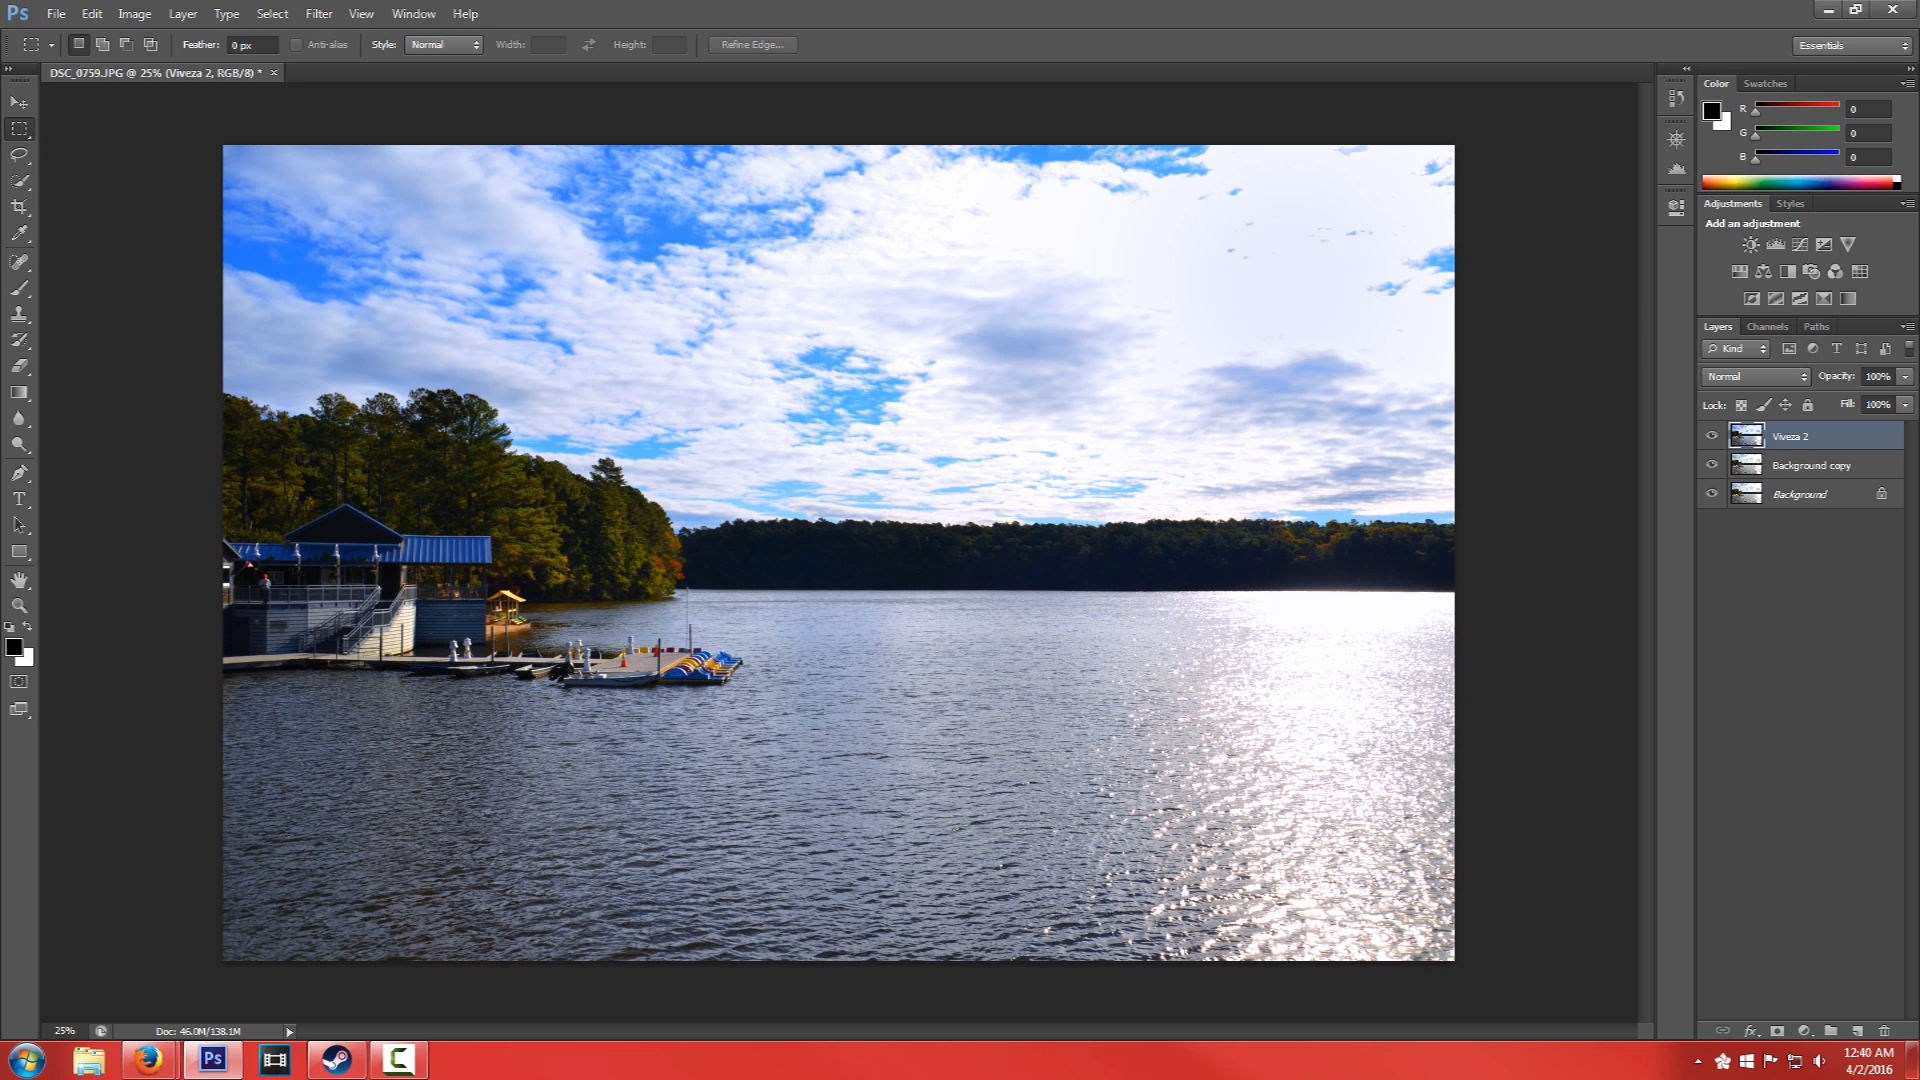 Ps File Edit Image Layer Type Select Filter View Window Help
Feather: 0 px Anti-alias Style: Normal Width: Height: Refine Edge... Essentials
DSC_0759.JPG @ 25% (Viveza 2, RGB/8) * ×
Color Swatches
R 0
G 0
B 0
Adjustments Styles
Add an adjustment
Layers Channels Paths
Kind
Normal Opacity: 100%
Lock: Fill: 100%
Viveza 2
Background copy
Background
25% Doc: 46.0M/138.1M
fx
Ps
12:40 AM
4/2/2016